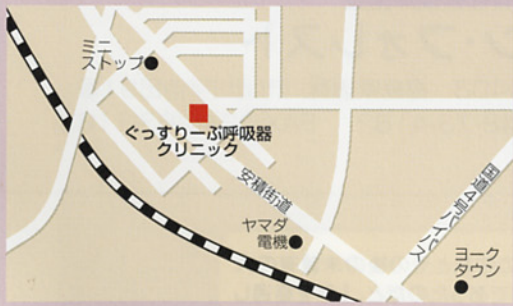 ミニ
ストップ
ぐっすりーぷ呼吸器
クリニック
安積街道
ヤマダ
電機
国道4号バイパス
ヨーク
タウン